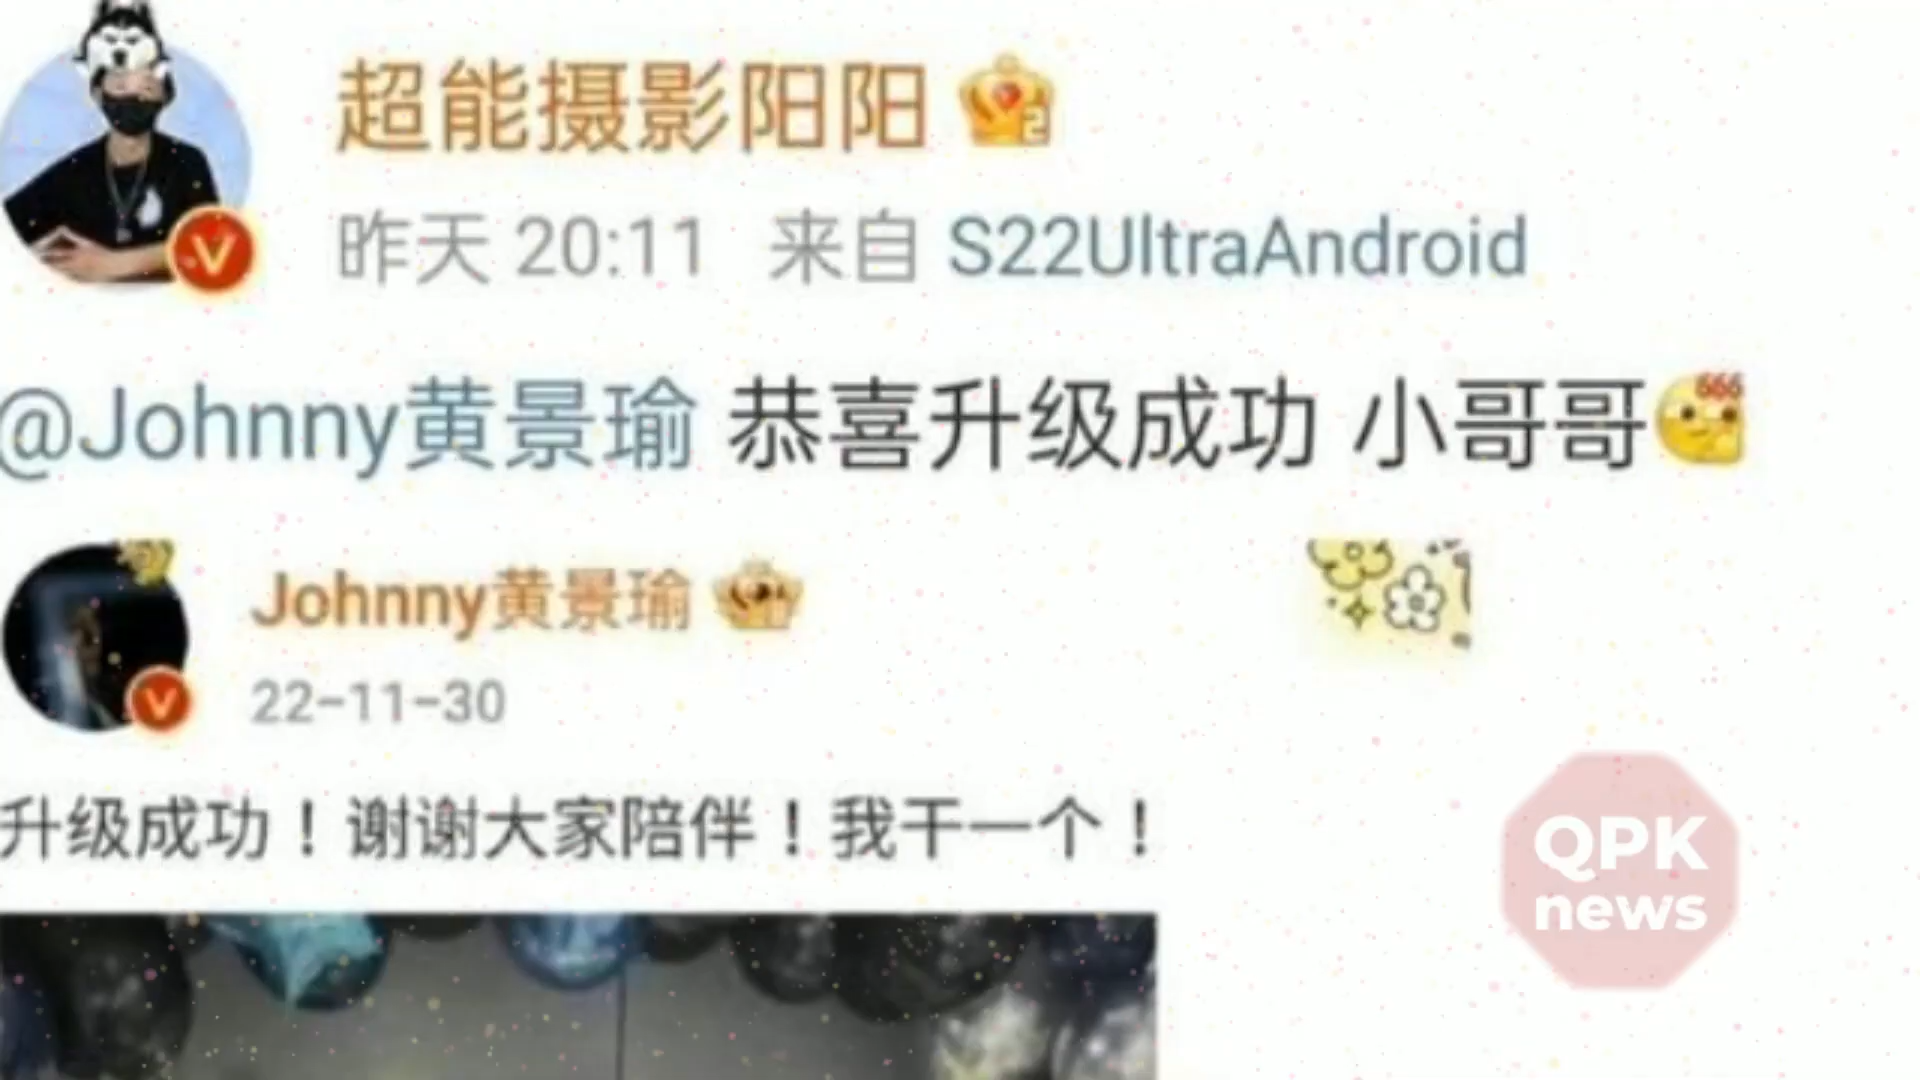 超能摄影阳阳
昨天 20:11 来自 S22UltraAndroid
@Johnny黄景瑜 恭喜升级成功 小哥哥
Johnny黄景瑜
22-11-30
升级成功！谢谢大家陪伴！我干一个！
QPK
news